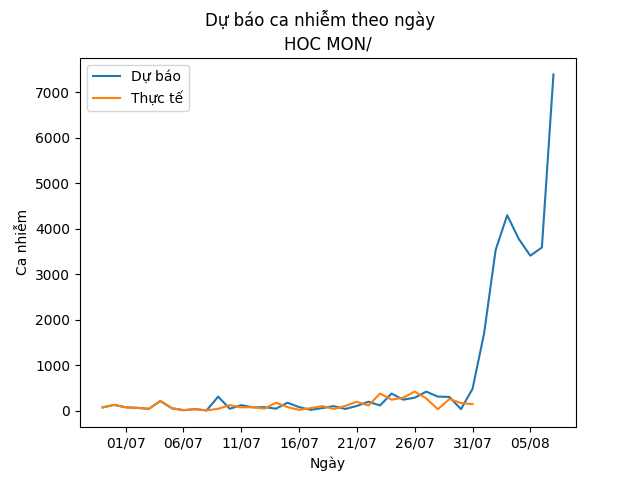 Dự báo ca nhiễm theo ngày
HOC MON/
Dự báo
Thực tế
Ca nhiễm
7000
6000
5000
4000
3000
2000
1000
0
01/07 06/07 11/07 16/07 21/07 26/07 31/07 05/08
Ngày